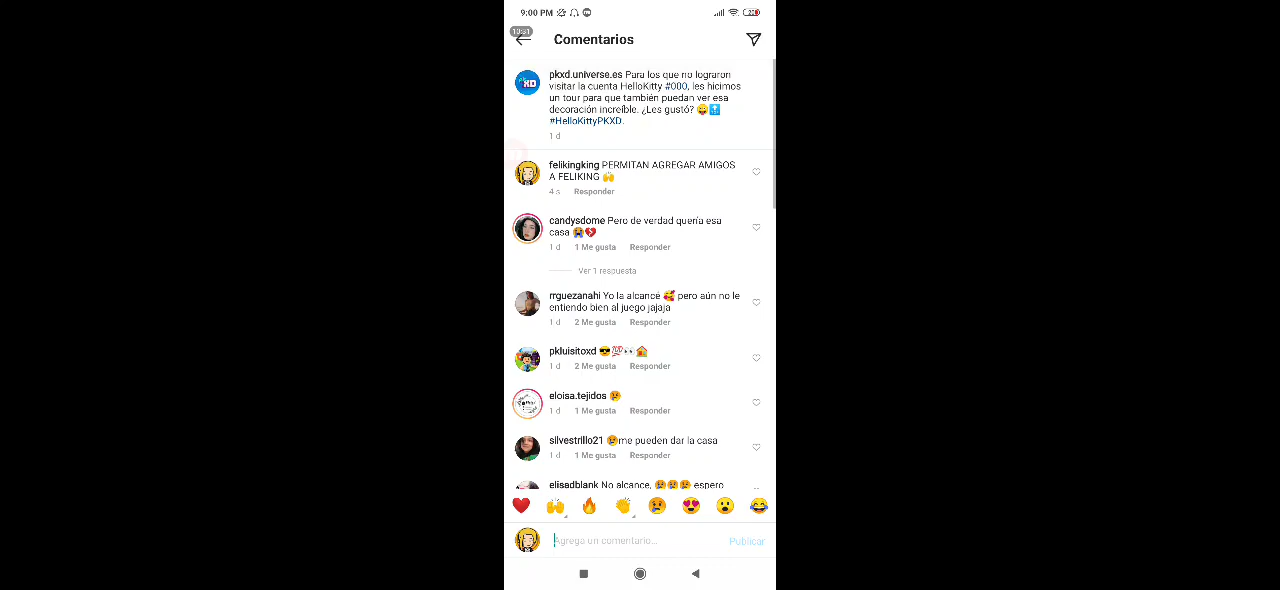 9:00 PM
20
10:31
Comentarios
pkxd.universe.es Para los que no lograron
visitar la cuenta HelloKitty #000, les hicimos
un tour para que también puedan ver esa
decoración increíble. ¿Les gustó? 😜
#HelloKittyPKXD.
1 d
felikingking PERMITAN AGREGAR AMIGOS
A FELIKING 🙌
4 s Responder
candysdome Pero de verdad quería esa
casa 😭💔
1 d 1 Me gusta Responder
Ver 1 respuesta
rrguezanahi Yo la alcancé 🥰 pero aún no le
entiendo bien al juego jajaja
1 d 2 Me gusta Responder
pkluisitoxd 😎💯👀🏠
1 d 2 Me gusta Responder
eloisa.tejidos 😢
1 d 1 Me gusta Responder
silvestrillo21 😢me pueden dar la casa
1 d 1 Me gusta Responder
elisadblank No alcance, 😢😢😢 espero
❤️🙌🔥👏😢😍😮😂
Agrega un comentario...
Publicar